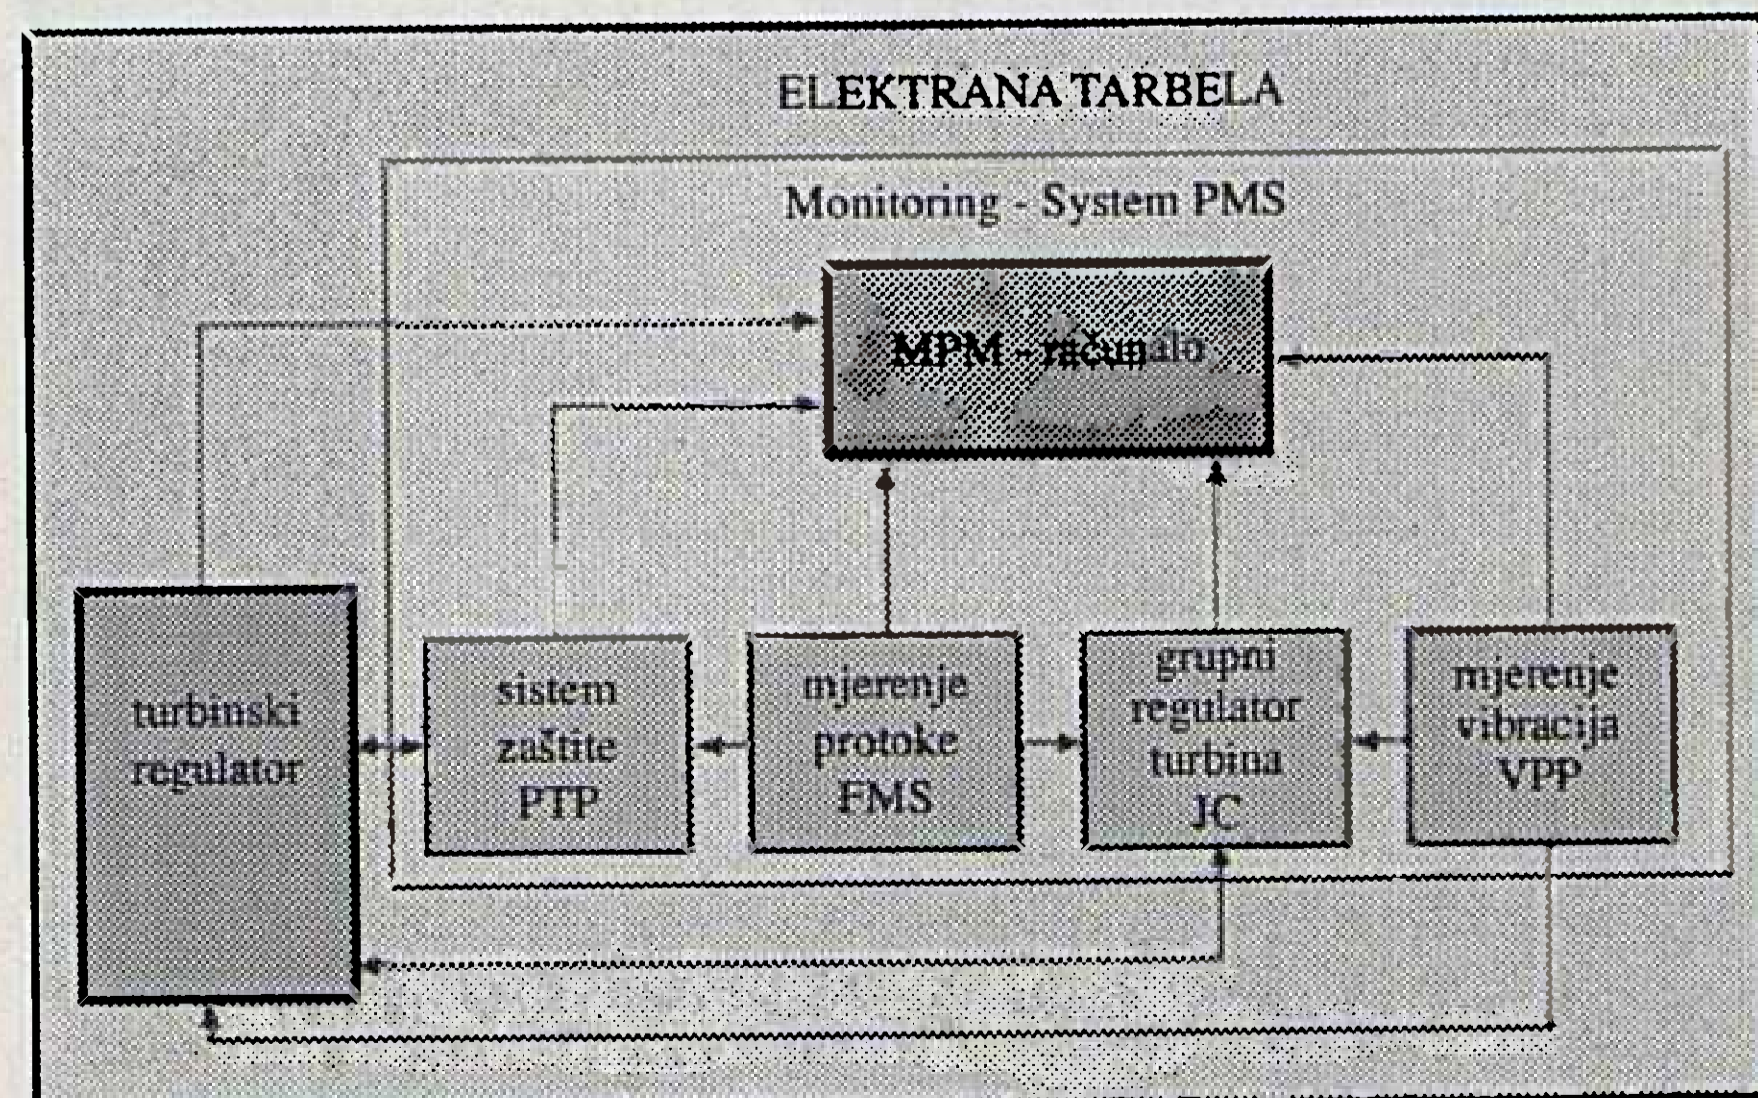 ELEKTRANA TARBELA
Monitoring - System PMS
MPM - računalo
turbinski
regulator
sistem
zaštite
PTP
mjerenje
protoke
FMS
grupni
regulator
turbina
JC
mjerenje
vibracija
VPP